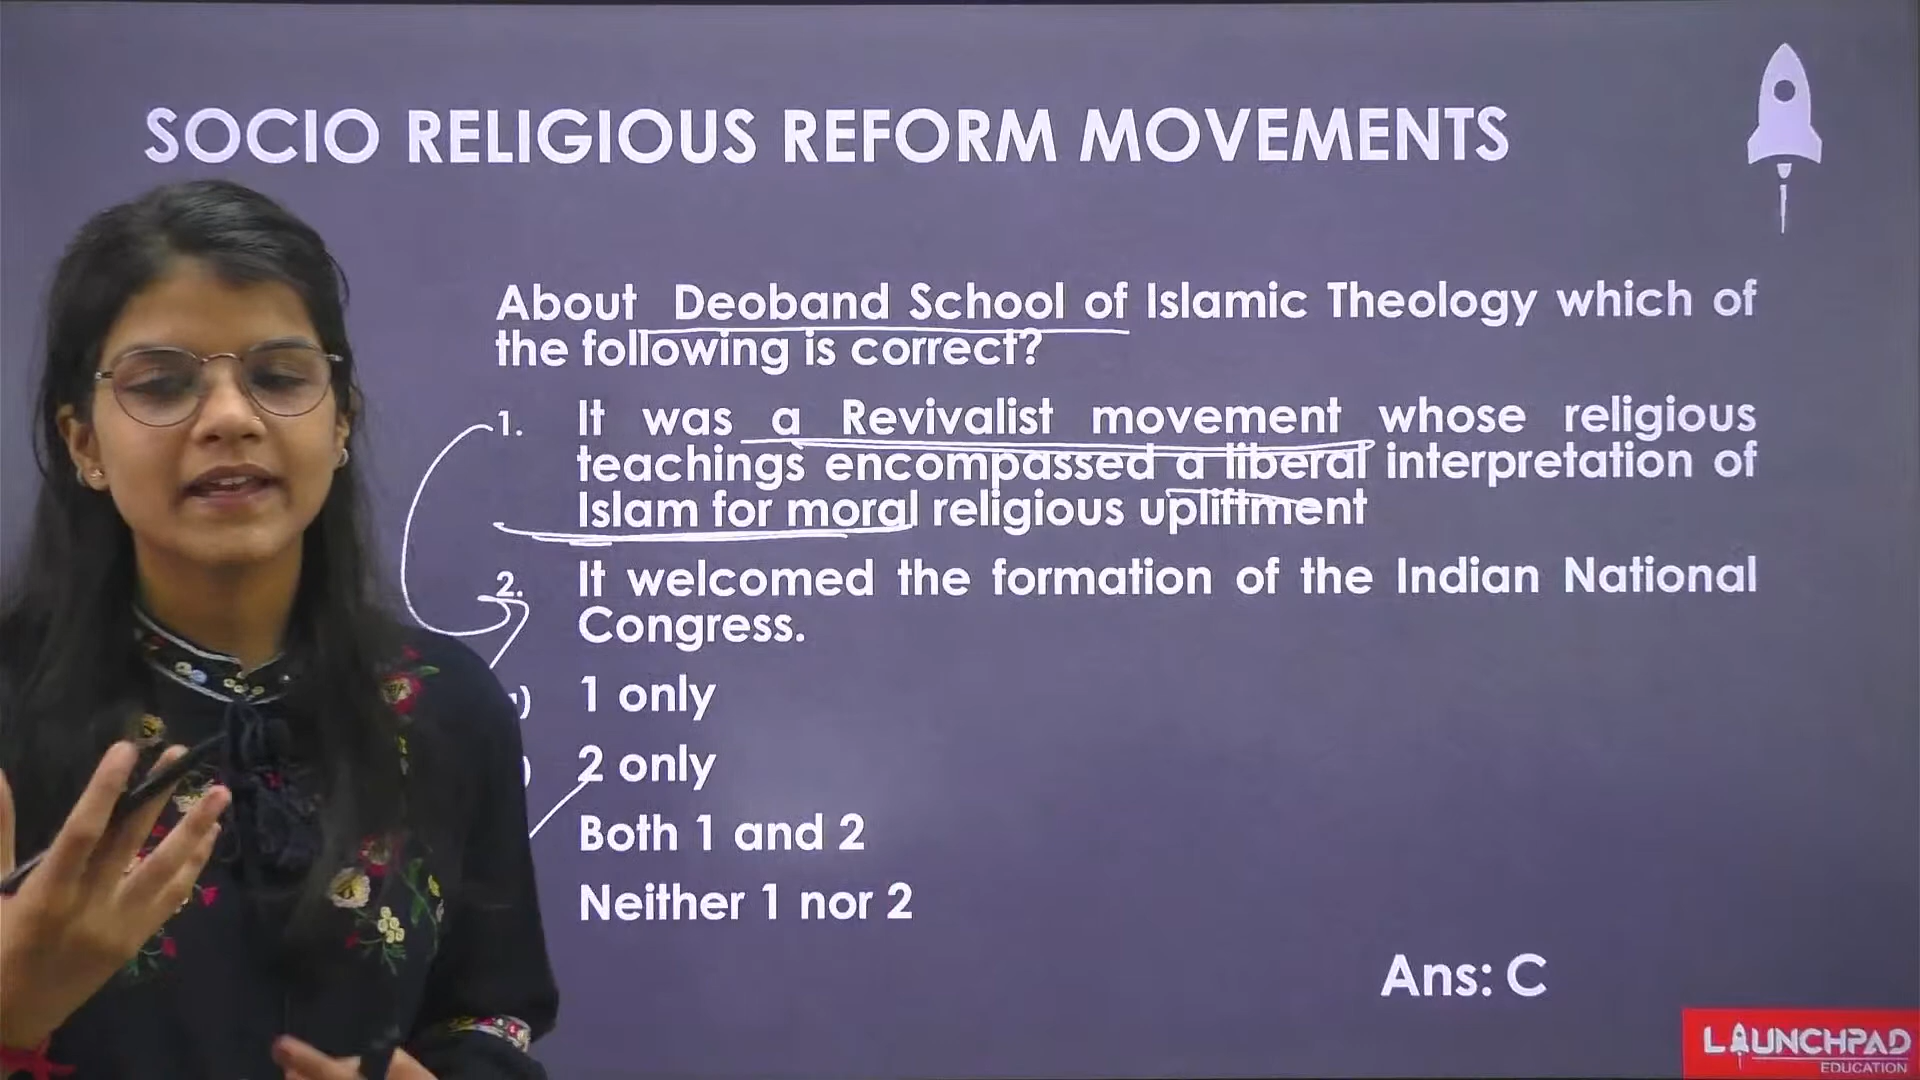 SOCIO RELIGIOUS REFORM MOVEMENTS
About Deoband School of Islamic Theology which of
the following is correct?
1. It was a Revivalist movement whose religious
teachings encompassed a liberal interpretation of
Islam for moral religious upliftment
2. It welcomed the formation of the Indian National
Congress.
) 1 only
) 2 only
Both 1 and 2
Neither 1 nor 2
Ans: C
LAUNCHPAD
EDUCATION